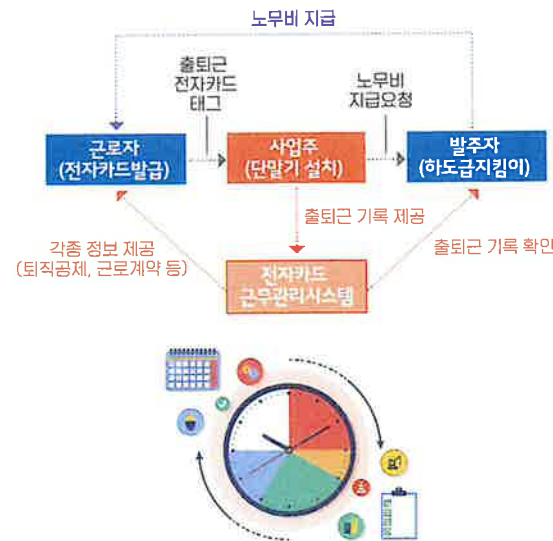 노무비 지급
출퇴근
전자카드
태그
노무비
지급요청
근로자
(전자카드발급)
사업주
(단말기 설치)
발주자
(하도급지킴이)
출퇴근 기록 제공
각종 정보 제공
(퇴직공제, 근로계약 등)
출퇴근 기록 확인
전자카드
근무관리시스템